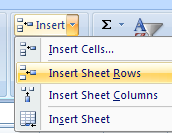 Insert Σ
Insert Cells...
Insert Sheet Rows
Insert Sheet Columns
Insert Sheet